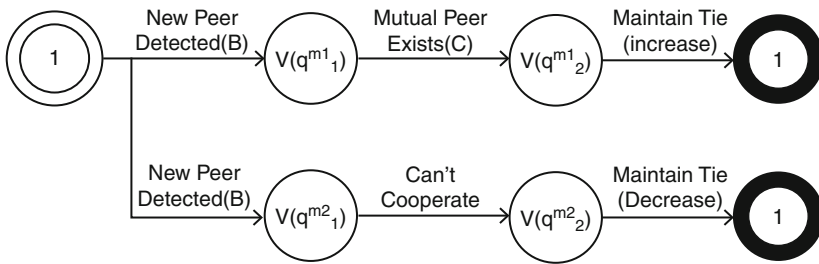 New Peer
Detected(B)
Mutual Peer
Exists(C)
Maintain Tie
(increase)
1
V(q^m1_1)
V(q^m1_2)
1
New Peer
Detected(B)
Can't
Cooperate
Maintain Tie
(Decrease)
V(q^m2_1)
V(q^m2_2)
1